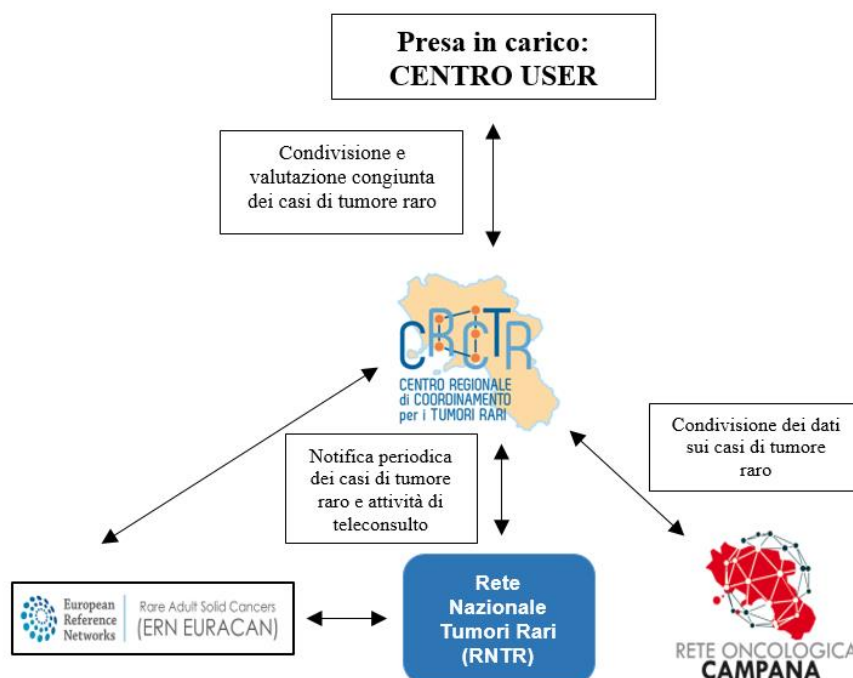 Presa in carico:
CENTRO USER
Condivisione e
valutazione congiunta
dei casi di tumore raro
CRCTR
CENTRO REGIONALE
di COORDINAMENTO
per i TUMORI RARI
Condivisione dei dati
sui casi di tumore
raro
Notifica periodica
dei casi di tumore
raro e attività di
teleconsulto
European
Reference
Networks
Rare Adult Solid Cancers
(ERN EURACAN)
Rete
Nazionale
Tumori Rari
(RNTR)
RETE ONCOLOGICA
CAMPANA